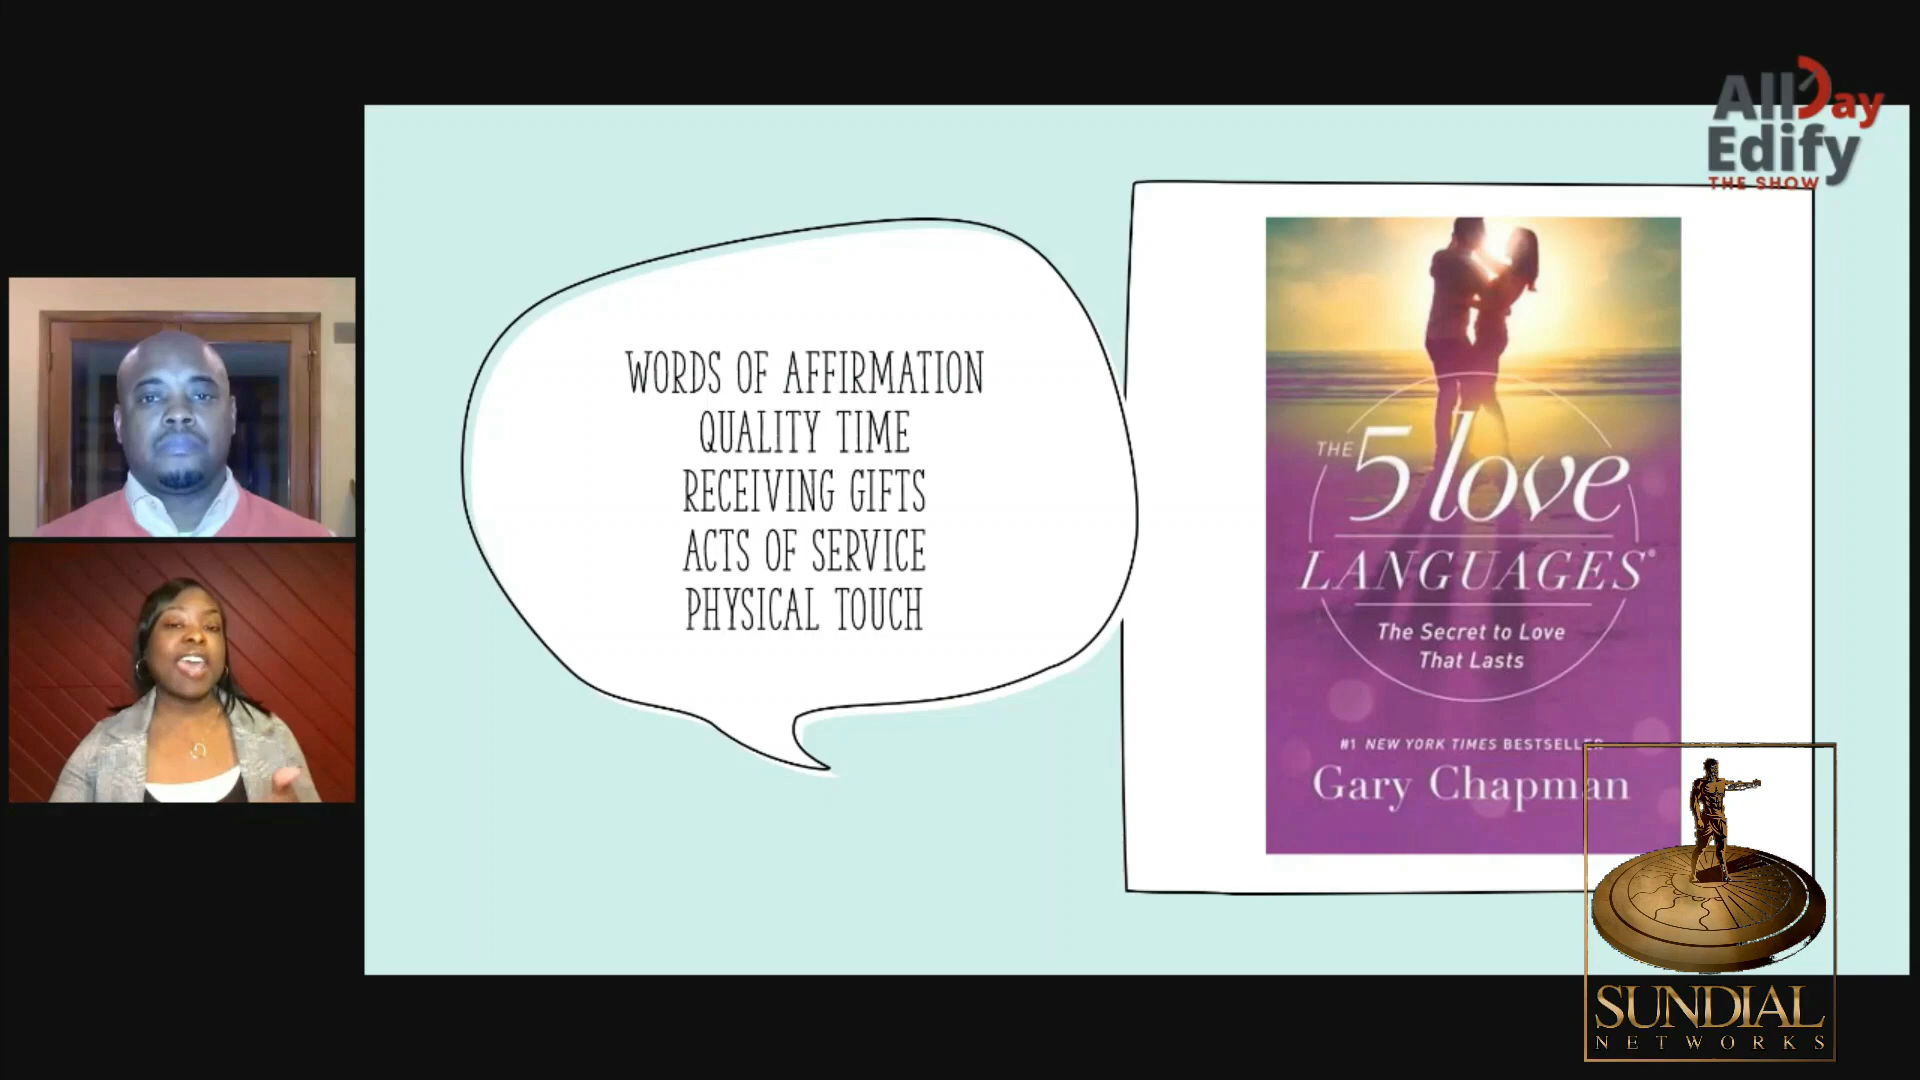 All Day
Edify
THE SHOW
WORDS OF AFFIRMATION
QUALITY TIME
RECEIVING GIFTS
ACTS OF SERVICE
PHYSICAL TOUCH
THE 5 love
LANGUAGES®
The Secret to Love
That Lasts
#1 NEW YORK TIMES BESTSELLER
Gary Chapman
SUNDIAL
NETWORKS